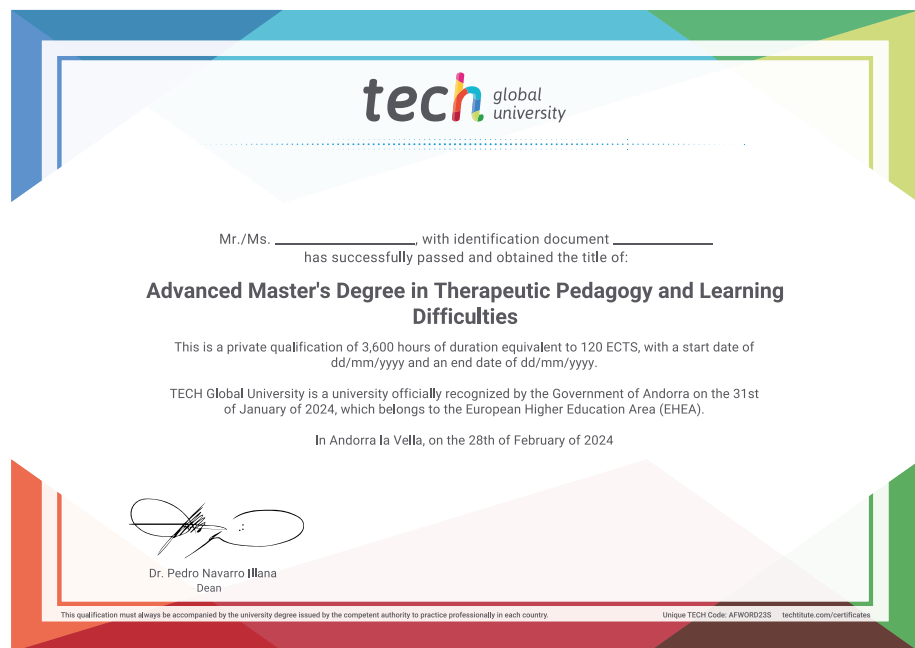 tech global
university
Mr./Ms. ____________, with identification document ____________
has successfully passed and obtained the title of:
Advanced Master's Degree in Therapeutic Pedagogy and Learning
Difficulties
This is a private qualification of 3,600 hours of duration equivalent to 120 ECTS, with a start date of
dd/mm/yyyy and an end date of dd/mm/yyyy.
TECH Global University is a university officially recognized by the Government of Andorra on the 31st
of January of 2024, which belongs to the European Higher Education Area (EHEA).
In Andorra la Vella, on the 28th of February of 2024
Dr. Pedro Navarro Illana
Dean
This qualification must always be accompanied by the university degree issued by the competent authority to practice professionally in each country.
Unique TECH Code: AFWORD23S techtitute.com/certificates